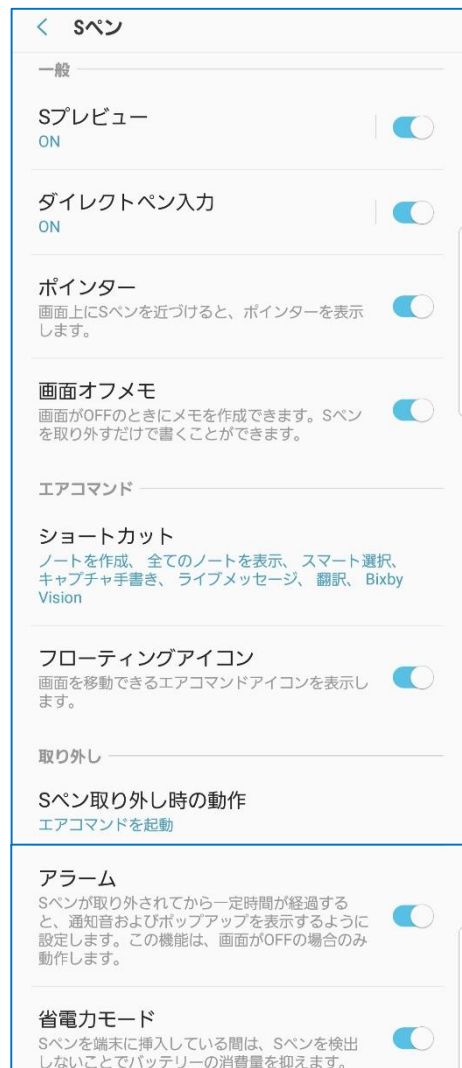 Sペン
一般
Sプレビュー
ON
ダイレクトペン入力
ON
ポインター
画面上にSペンを近づけると、ポインターを表示
します。
画面オフメモ
画面がOFFのときにメモを作成できます。Sペン
を取り外すだけで書くことができます。
エアコマンド
ショートカット
ノートを作成、 全てのノートを表示、 スマート選択、
キャプチャ手書き、 ライブメッセージ、 翻訳、 Bixby
Vision
フローティングアイコン
画面を移動できるエアコマンドアイコンを表示し
ます。
取り外し
Sペン取り外し時の動作
エアコマンドを起動
アラーム
Sペンが取り外されてから一定時間が経過する
と、通知音およびポップアップを表示するように
設定します。この機能は、画面がOFFの場合のみ
動作します。
省電力モード
Sペンを端末に挿入している間は、Sペンを検出
しないことでバッテリーの消費量を抑えます。